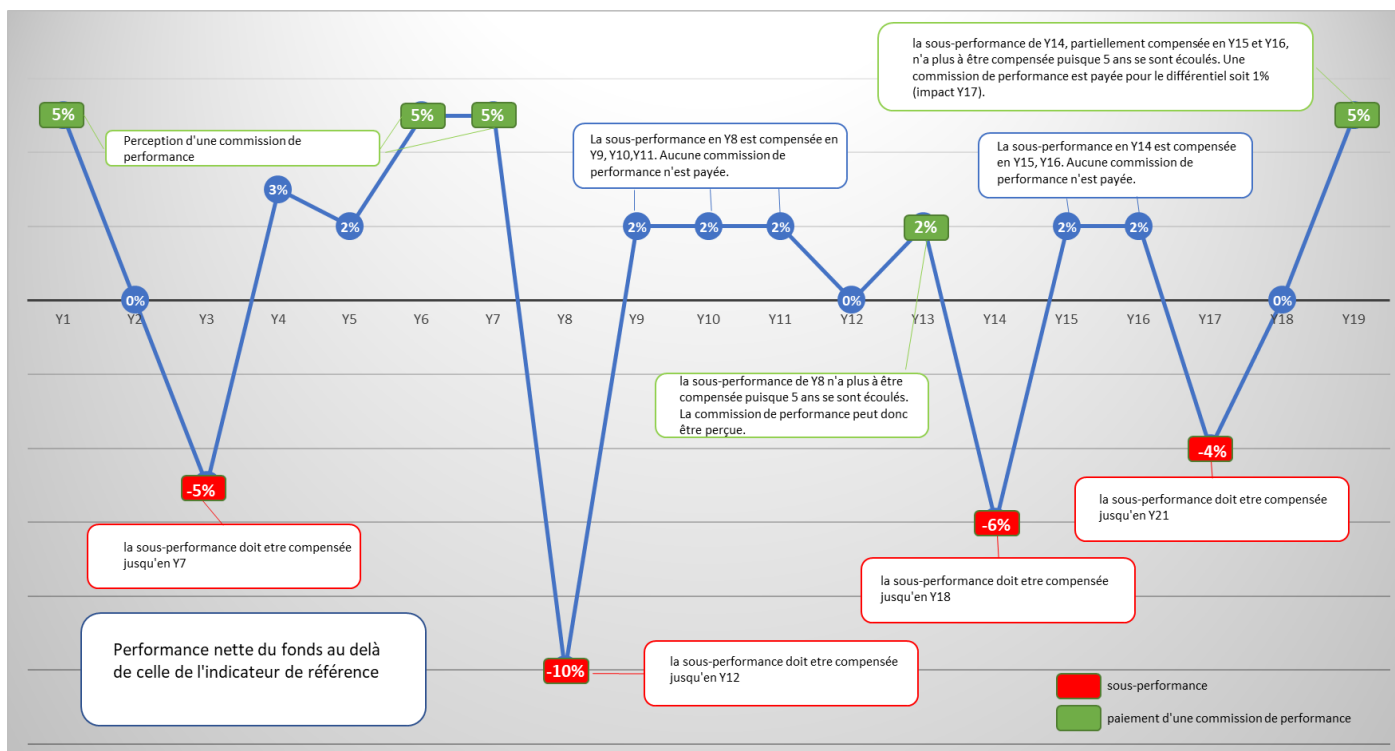 la sous-performance de Y14, partiellement compensée en Y15 et Y16,
n'a plus à être compensée puisque 5 ans se sont écoulés. Une
commission de performance est payée pour le différentiel soit 1%
(impact Y17).
5%
Perception d'une commission de
performance
5%
5%
La sous-performance en Y8 est compensée en
Y9, Y10,Y11. Aucune commission de
performance n'est payée.
La sous-performance en Y14 est compensée
en Y15, Y16. Aucune commission de
performance n'est payée.
5%
3%
2%
2%
2%
2%
2%
2%
2%
0%
0%
0%
Y1
Y2
Y3
Y4
Y5
Y6
Y7
Y8
Y9
Y10
Y11
Y12
Y13
Y14
Y15
Y16
Y17
Y18
Y19
la sous-performance de Y8 n'a plus à être
compensée puisque 5 ans se sont écoulés.
La commission de performance peut donc
être perçue.
-4%
-5%
-6%
la sous-performance doit etre compensée
jusqu'en Y21
la sous-performance doit etre compensée
jusqu'en Y7
la sous-performance doit etre compensée
jusqu'en Y18
Performance nette du fonds au delà
de celle de l'indicateur de référence
-10%
la sous-performance doit etre compensée
jusqu'en Y12
sous-performance
paiement d'une commission de performance